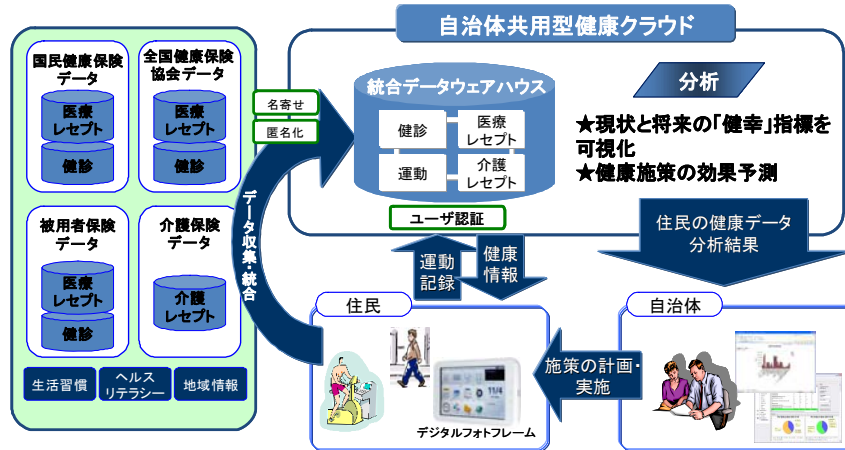 自治体共用型健康クラウド
国民健康保険
データ
医療
レセプト
健診
全国健康保険
協会データ
医療
レセプト
健診
被用者保険
データ
医療
レセプト
健診
介護保険
データ
介護
レセプト
生活習慣
ヘルス
リテラシー
地域情報
名寄せ
匿名化
データ収集・統合
統合データウェアハウス
健診
医療
レセプト
運動
介護
レセプト
ユーザ認証
分析
★現状と将来の「健幸」指標を
可視化
★健康施策の効果予測
運動
記録
健康
情報
住民の健康データ
分析結果
住民
11/4
デジタルフォトフレーム
施策の計画・
実施
自治体